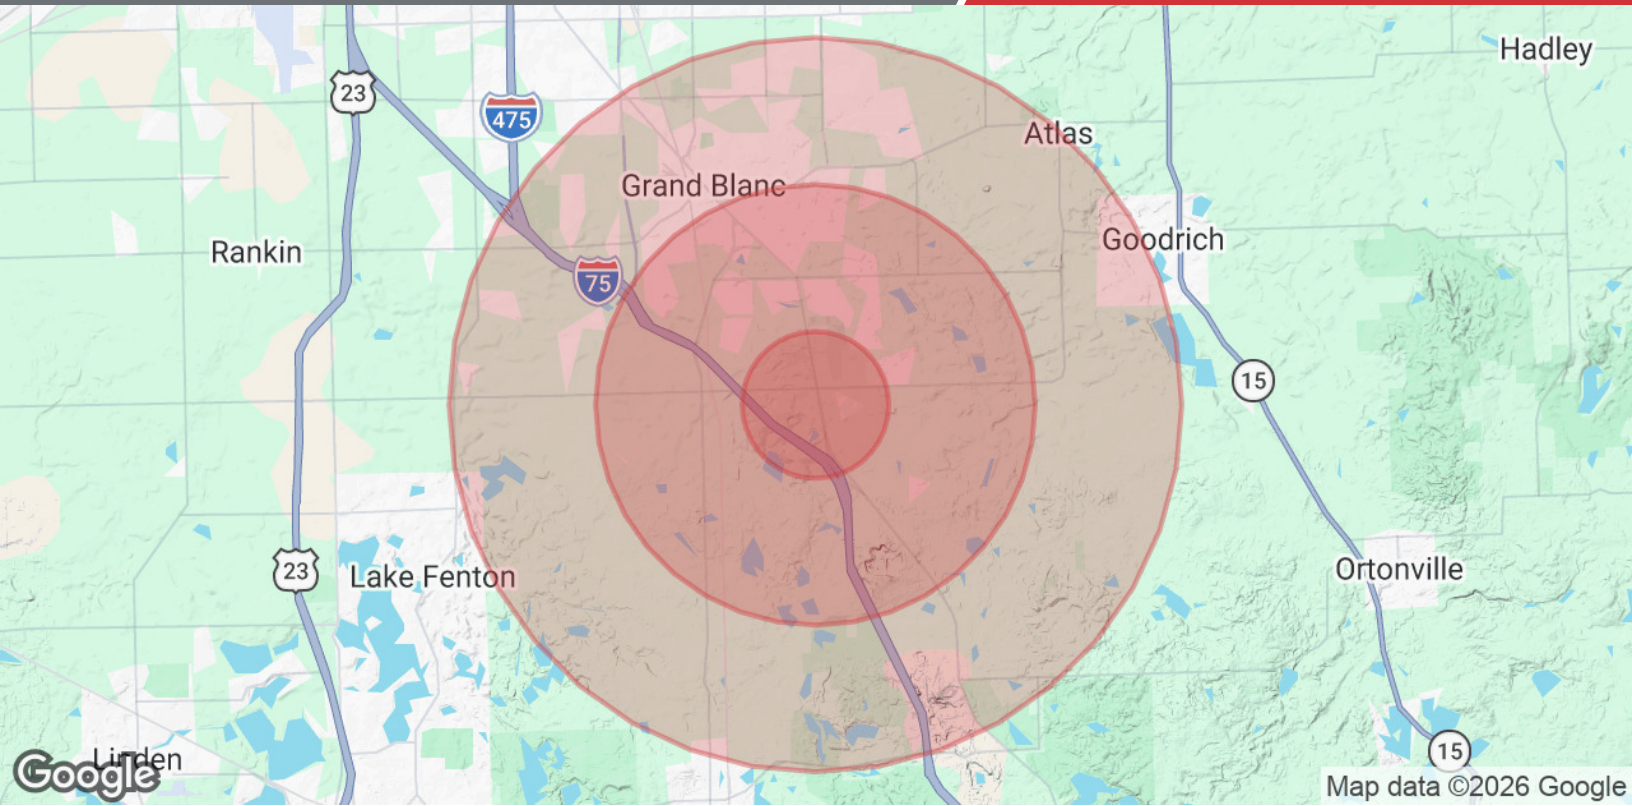 Hadley
23
475
Atlas
Grand Blanc
Goodrich
Rankin
75
15
Ortonville
23
Lake Fenton
15
Linden
Google
Map data ©2026 Google